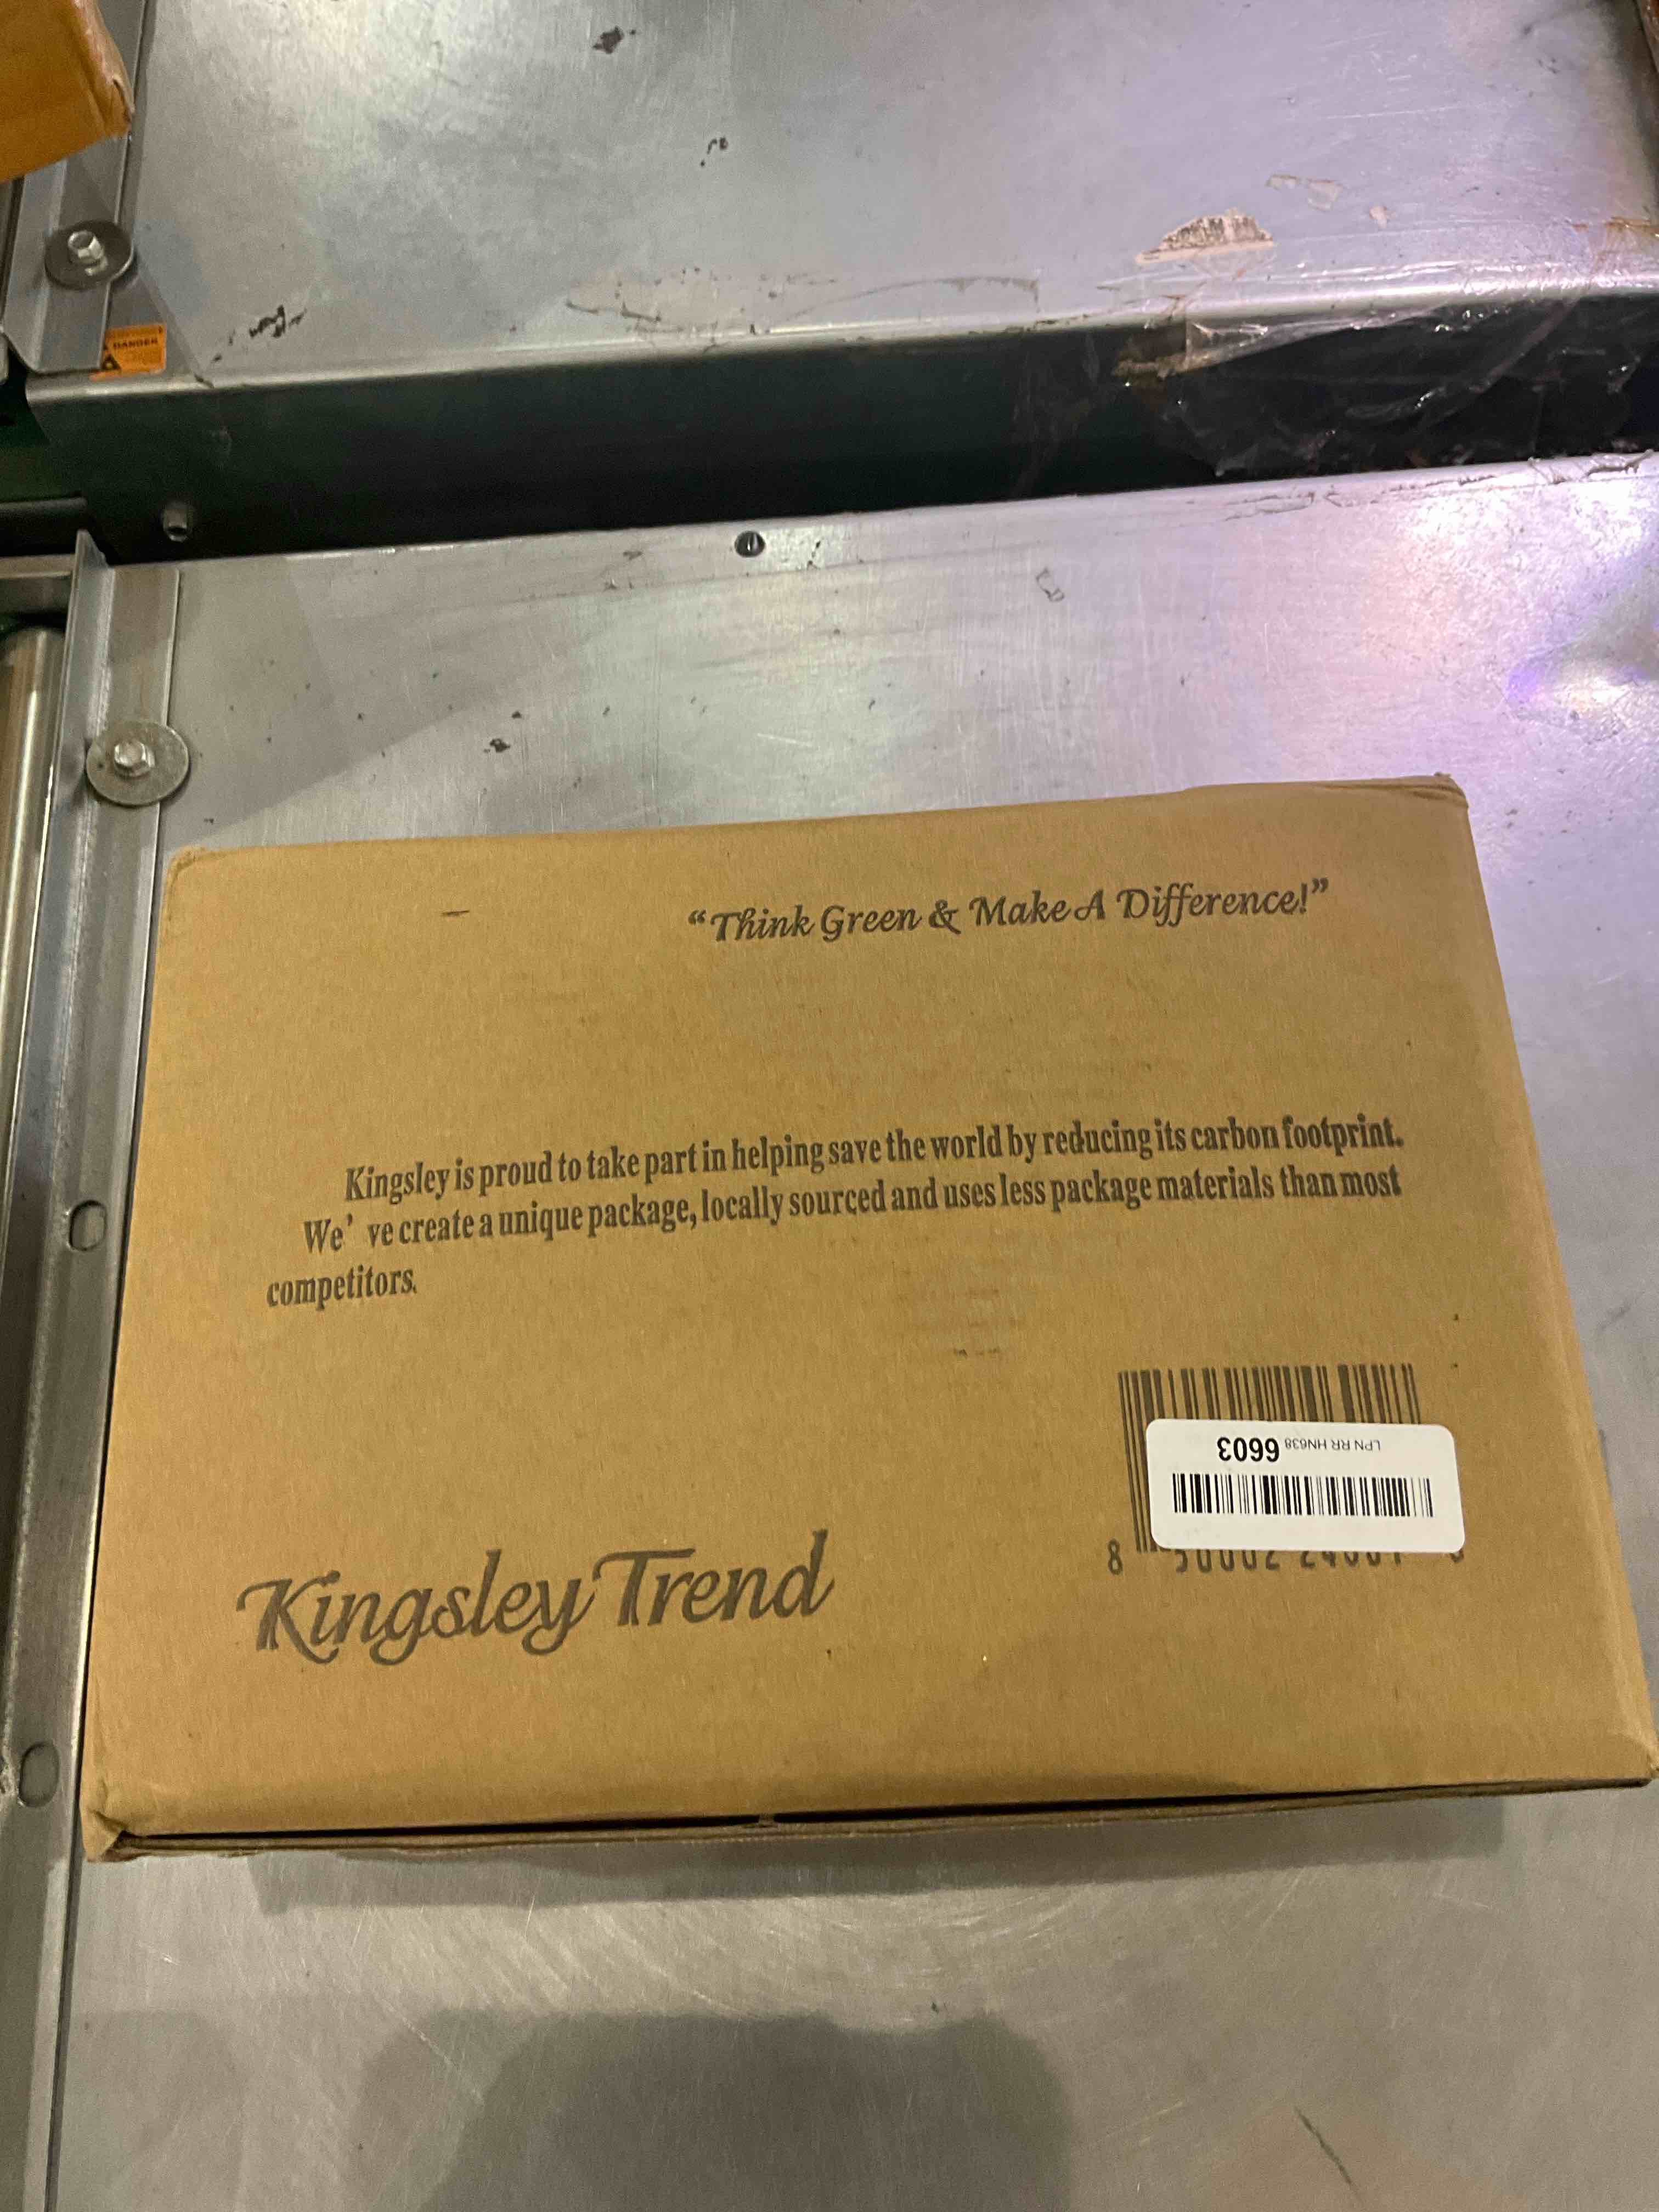 DANGER
“Think Green & Make A Difference!”
Kingsley is proud to take part in helping save the world by reducing its carbon footprint.
We’ ve create a unique package, locally sourced and uses less package materials than most
competitors.
LPN RR HN638 6603
8
Kingsley Trend